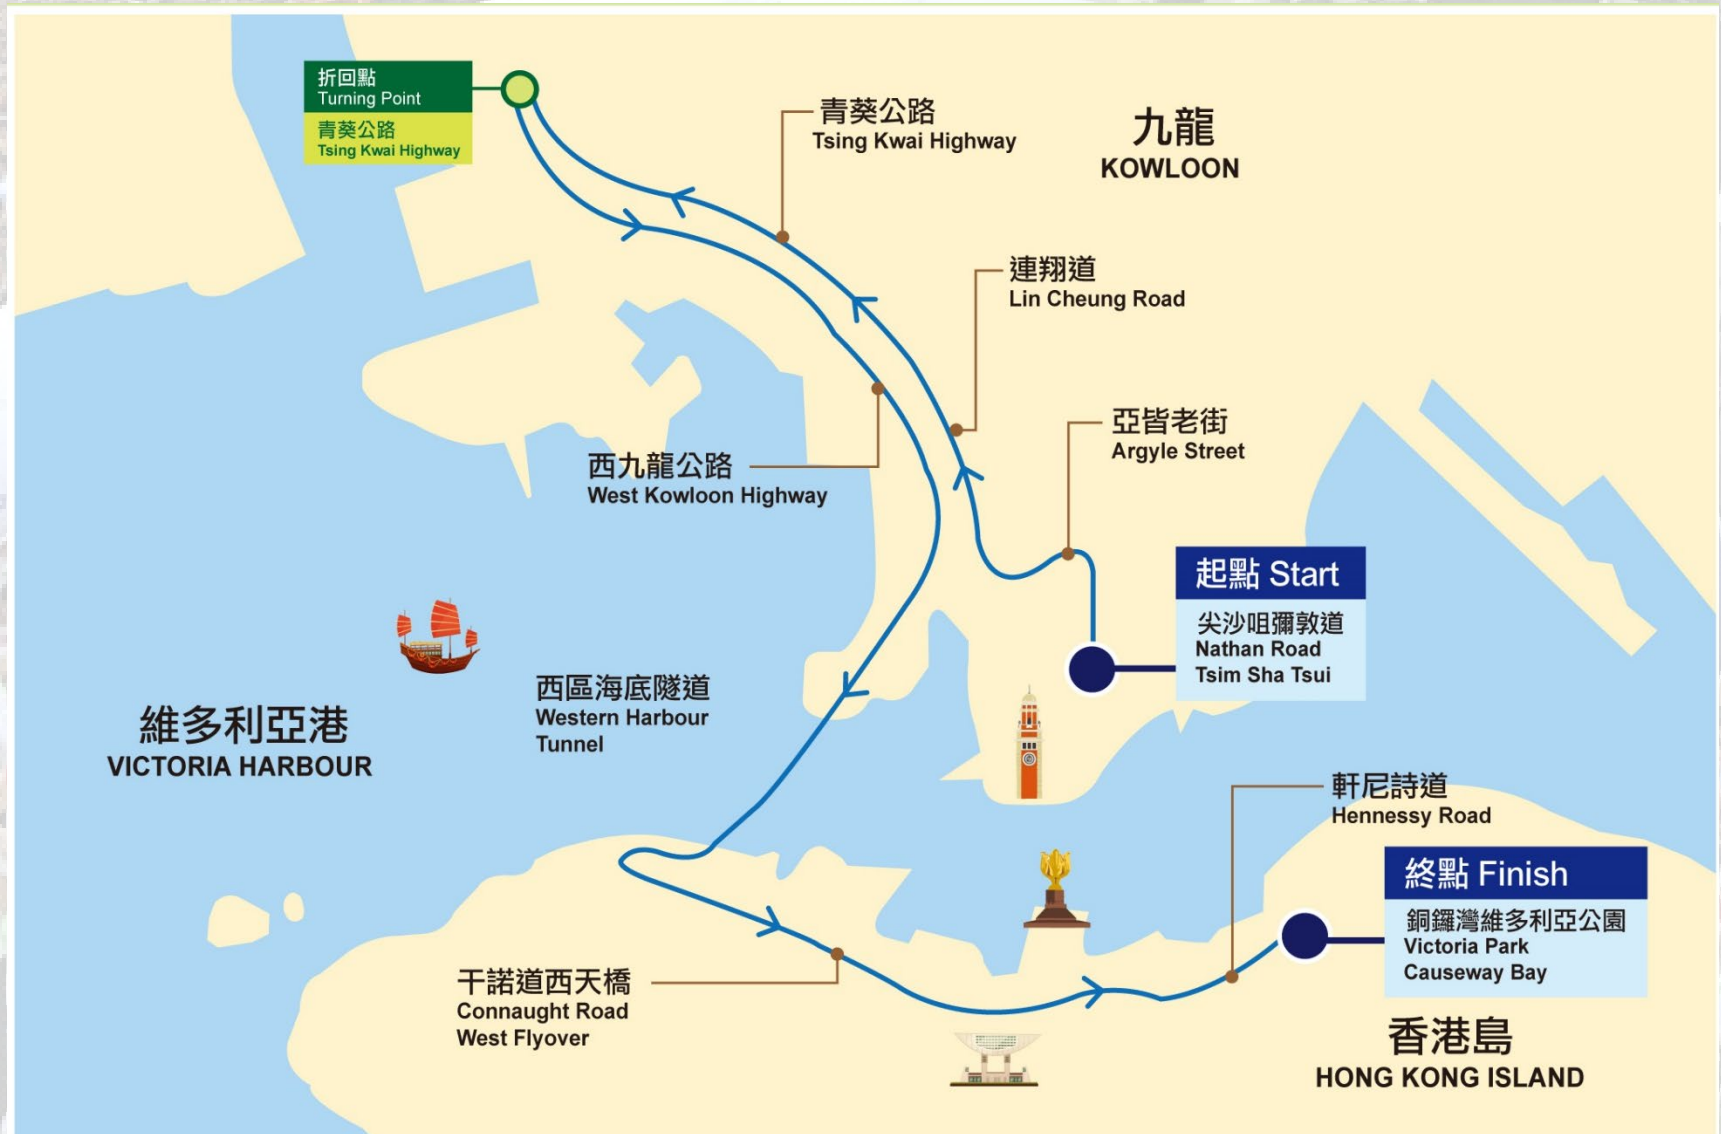 折回點
Turning Point
青葵公路
Tsing Kwai Highway
青葵公路
Tsing Kwai Highway
九龍
KOWLOON
連翔道
Lin Cheung Road
亞皆老街
Argyle Street
西九龍公路
West Kowloon Highway
起點 Start
尖沙咀彌敦道
Nathan Road
Tsim Sha Tsui
西區海底隧道
Western Harbour
Tunnel
維多利亞港
VICTORIA HARBOUR
軒尼詩道
Hennessy Road
終點 Finish
銅鑼灣維多利亞公園
Victoria Park
Causeway Bay
干諾道西天橋
Connaught Road
West Flyover
香港島
HONG KONG ISLAND